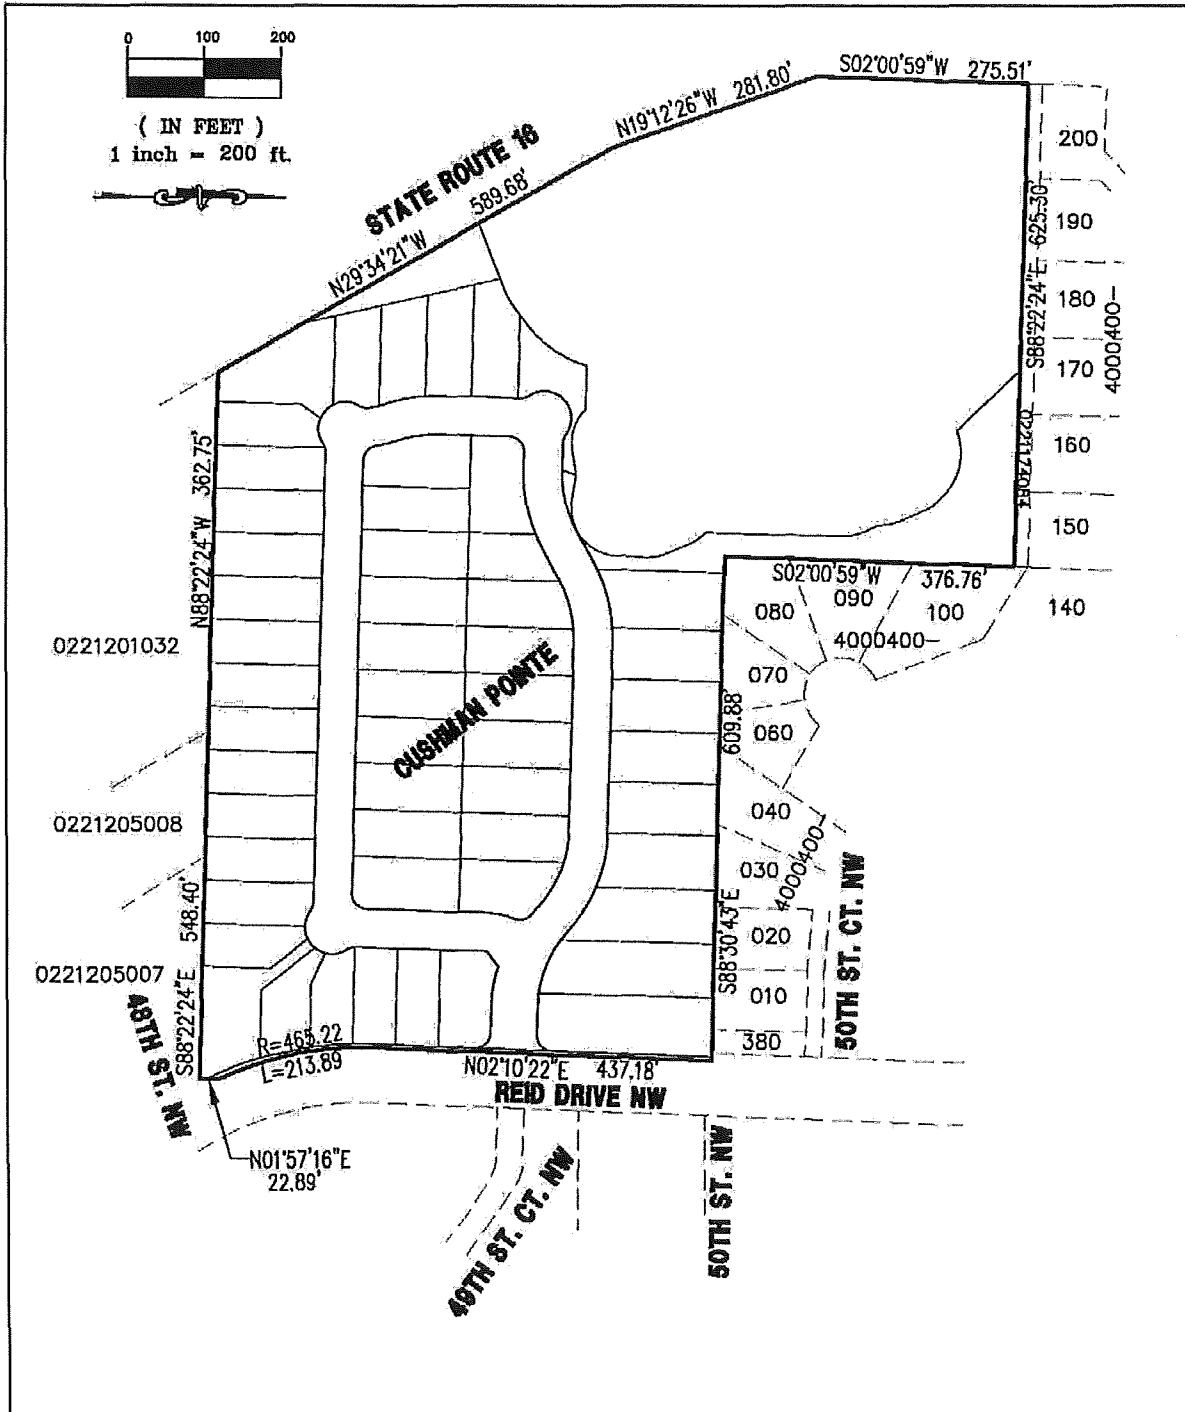 0 100 200
( IN FEET )
1 inch = 200 ft.
STATE ROUTE 16
N29°34'21"W 589.68'
N19°12'26"W 281.80'
S02°00'59"W 275.51'
S88°22'24"E 625.30'
200
190
180
170
160
150
140
4000400-
N88°22'24"W 362.75'
S02°00'59"W 376.76'
080
090
100
4000400-
070
060
040
030
020
010
380
4000400-
609.88'
S88°30'43"E
CUSHMAN POINTE
0221201032
0221205008
0221205007
548.40'
S88°22'24"E
48TH ST. NW
R=465.22
L=213.89
N02°10'22"E 437.18'
REID DRIVE NW
N01°57'16"E
22.89'
49TH ST. CT. NW
50TH ST. NW
50TH ST. CT. NW